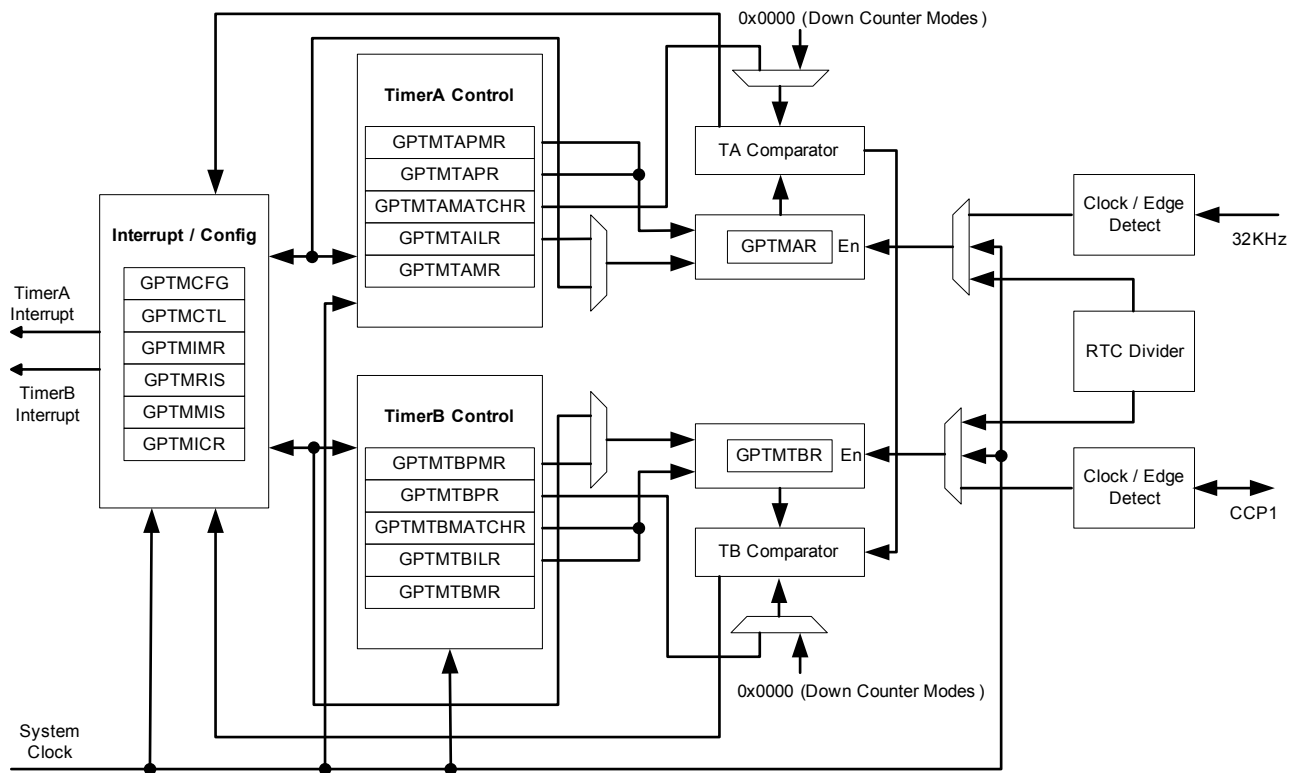 0x0000 (Down Counter Modes)
TimerA Control
GPTMTAPMR
GPTMTAPR
GPTMTAMATCHR
GPTMTAILR
GPTMTAMR
TA Comparator
GPTMAR
En
Clock / Edge
Detect
32KHz
Interrupt / Config
GPTMCFG
GPTMCTL
GPTMIMR
GPTMRIS
GPTMMIS
GPTMICR
TimerA
Interrupt
TimerB
Interrupt
RTC Divider
TimerB Control
GPTMTBPMR
GPTMTBPR
GPTMTBMATCHR
GPTMTBILR
GPTMTBMR
GPTMTBR
En
TB Comparator
Clock / Edge
Detect
CCP1
0x0000 (Down Counter Modes)
System
Clock